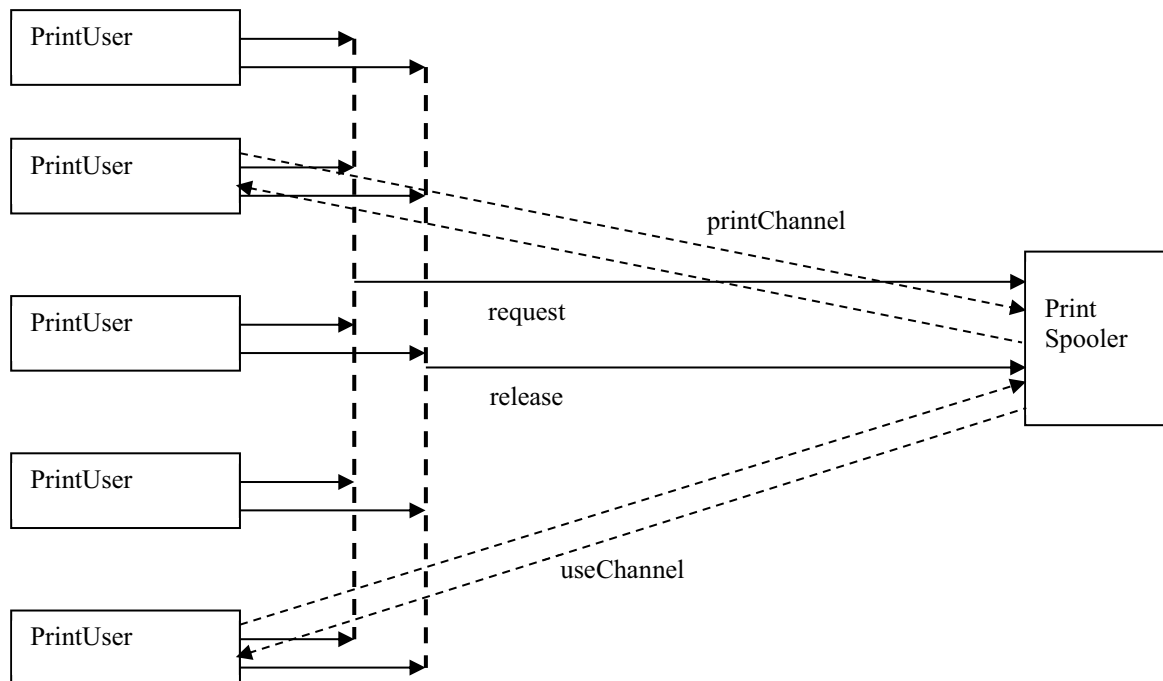 PrintUser
PrintUser
printChannel
PrintUser
request
Print
Spooler
release
PrintUser
useChannel
PrintUser